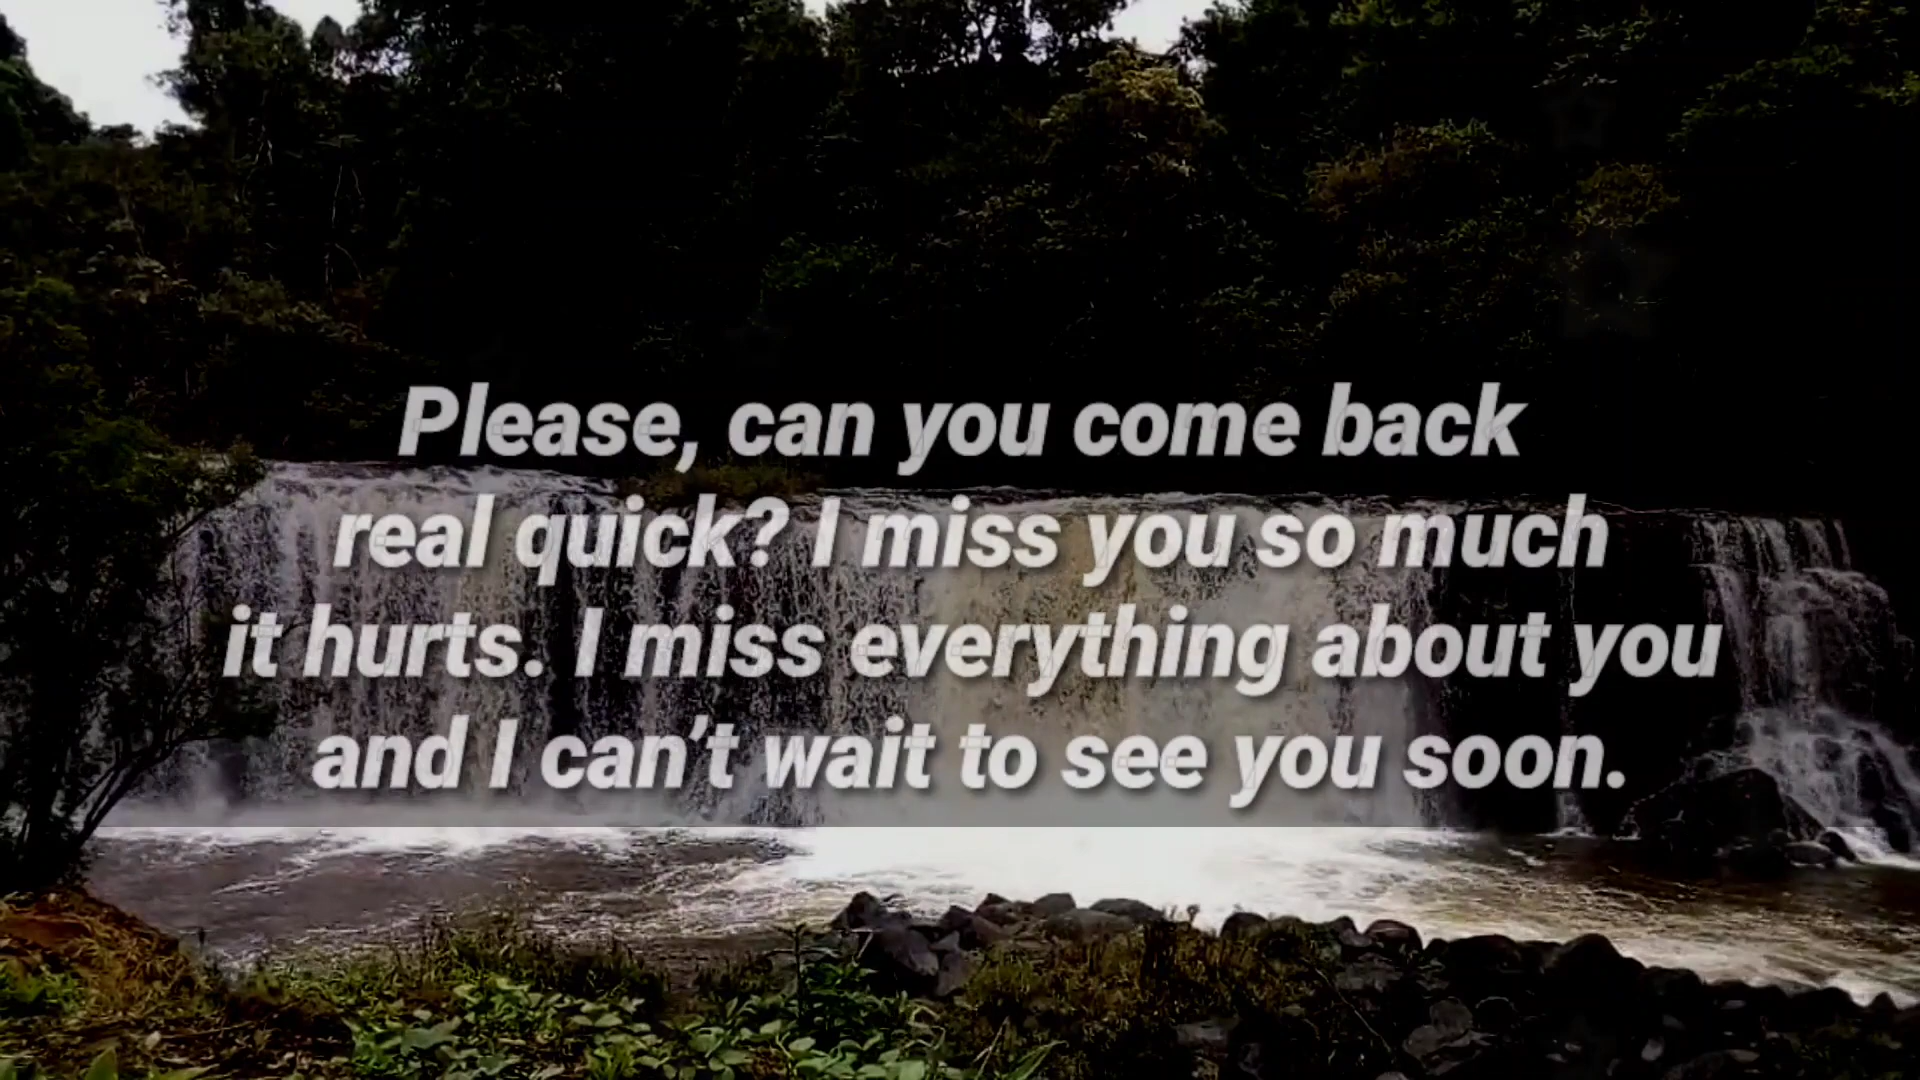 Please, can you come back
real quick? I miss you so much
it hurts. I miss everything about you
and I can’t wait to see you soon.